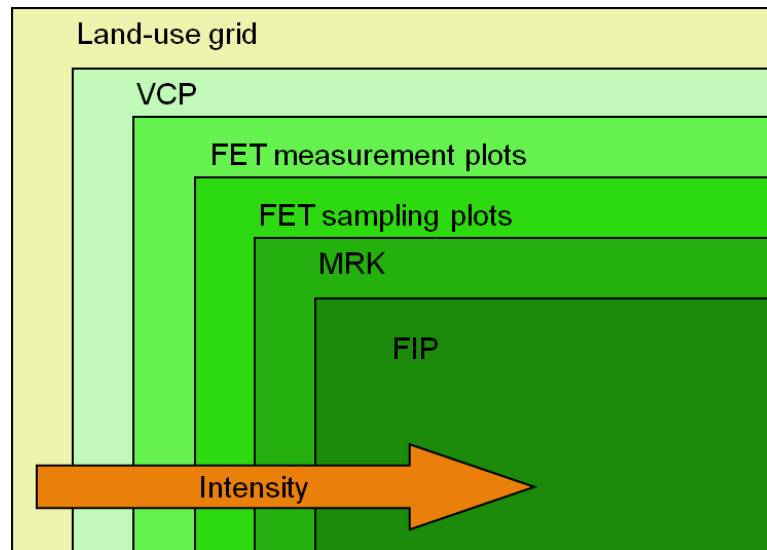 Land-use grid
VCP
FET measurement plots
FET sampling plots
MRK
FIP
Intensity